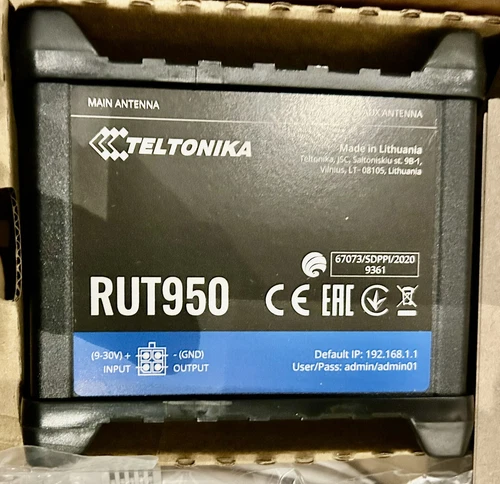 MAIN ANTENNA
AUX ANTENNA
TELTONIKA
Made in Lithuania
Teltonika, JSC, Saltoniskiu st. 9B-1,
Vilnius, LT- 08105, Lithuania
67073/SDPPI/2020
9361
RUT950
CE EAC
(9-30V) + - (GND)
INPUT OUTPUT
Default IP: 192.168.1.1
User/Pass: admin/admin01